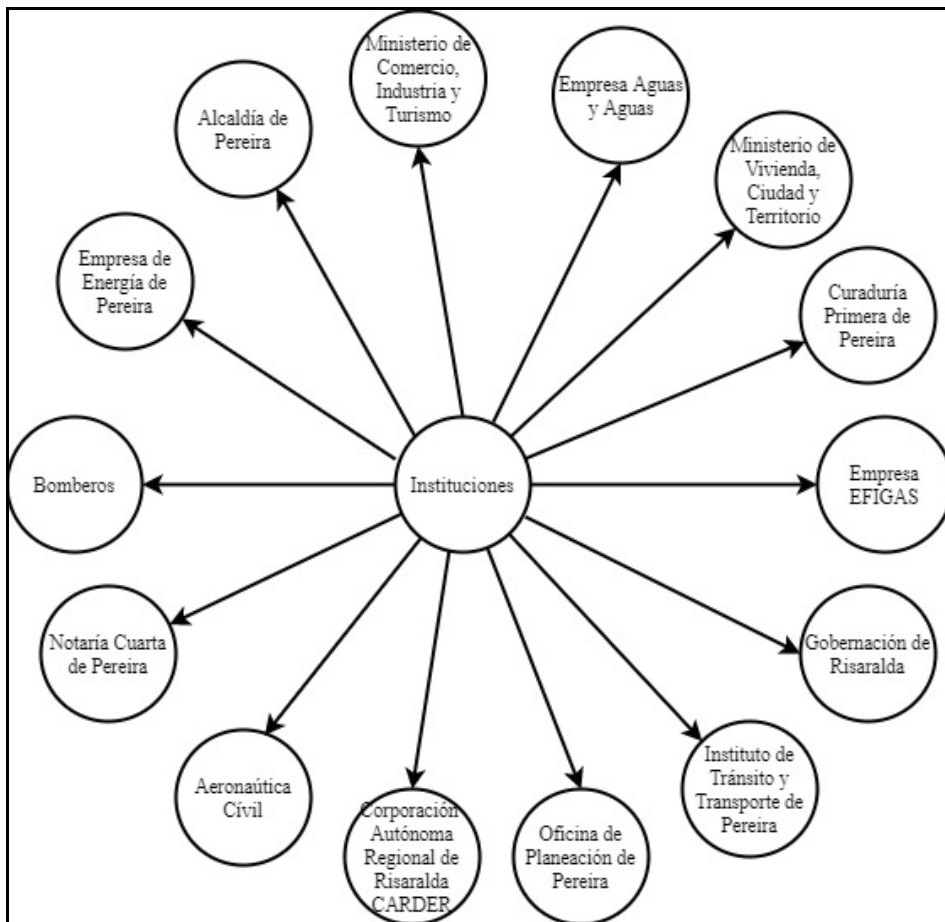 Ministerio de
Comercio,
Industria y
Turismo
Empresa Aguas
y Aguas
Alcaldía de
Pereira
Ministerio de
Vivienda,
Ciudad y
Territorio
Empresa de
Energía de
Pereira
Curaduría
Primera de
Pereira
Bomberos
Instituciones
Empresa
EFIGAS
Notaría Cuarta
de Pereira
Gobernación de
Risaralda
Aeronaútica
Cívil
Instituto de
Tránsito y
Transporte de
Pereira
Corporación
Autónoma
Regional de
Risaralda
CARDER
Oficina de
Planeación de
Pereira